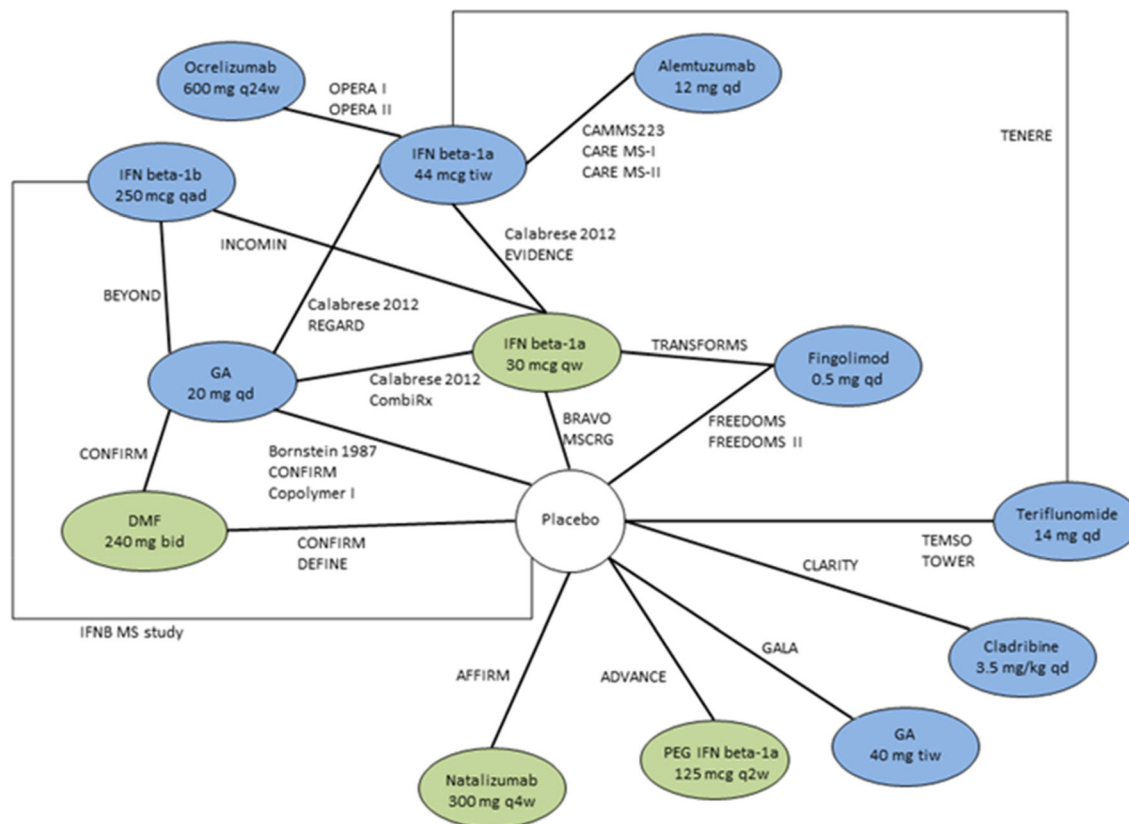 Ocrelizumab
600 mg q24w
OPERA I
OPERA II
Alemtuzumab
12 mg qd
TENERE
IFN beta-1a
44 mcg tiw
CAMMS223
CARE MS-I
CARE MS-II
IFN beta-1b
250 mcg qad
INCOMIN
Calabrese 2012
EVIDENCE
BEYOND
Calabrese 2012
REGARD
IFN beta-1a
30 mcg qw
TRANSFORMS
Fingolimod
0.5 mg qd
GA
20 mg qd
Calabrese 2012
CombiRx
BRAVO
MSCRG
FREEDOMS
FREEDOMS II
CONFIRM
Bornstein 1987
CONFIRM
Copolymer I
DMF
240 mg bid
CONFIRM
DEFINE
Placebo
Teriflunomide
14 mg qd
TEMSO
TOWER
CLARITY
IFNB MS study
Cladribine
3.5 mg/kg qd
AFFIRM
ADVANCE
GALA
Natalizumab
300 mg q4w
PEG IFN beta-1a
125 mcg q2w
GA
40 mg tiw